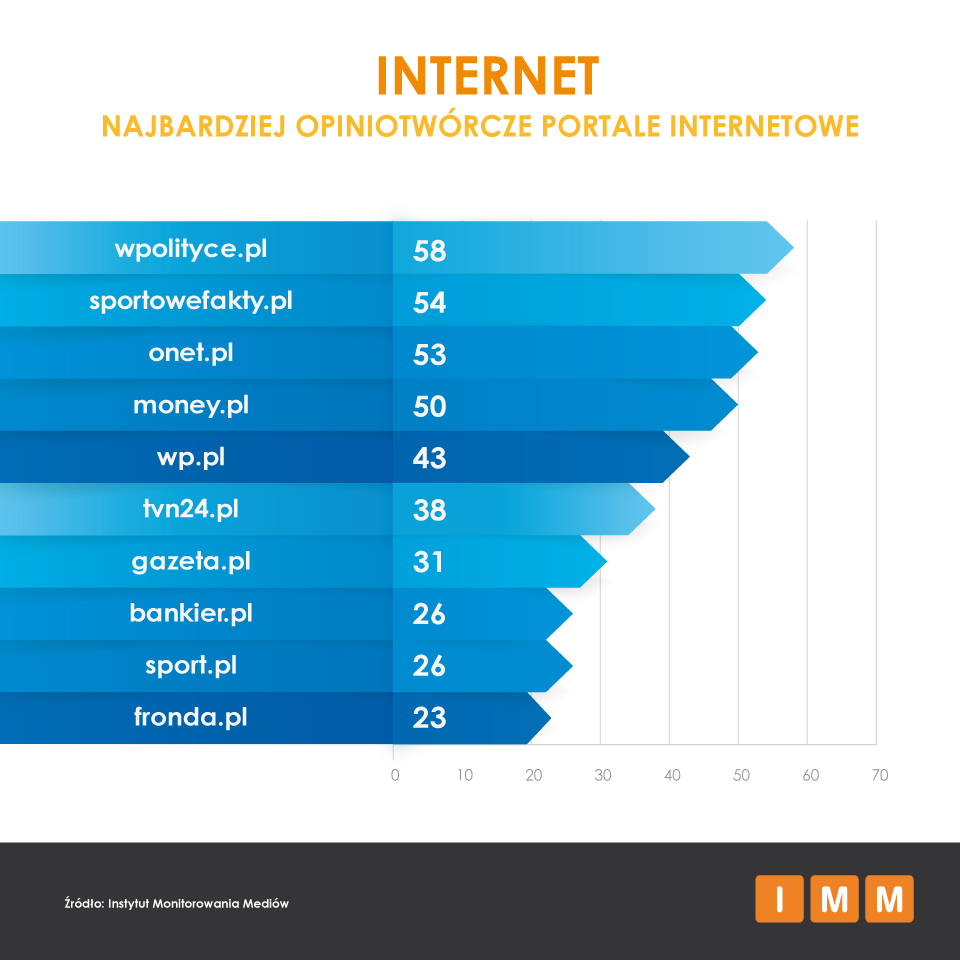 INTERNET
NAJBARDZIEJ OPINIOTWÓRCZE PORTALE INTERNETOWE
wpolityce.pl 58
sportowefakty.pl 54
onet.pl 53
money.pl 50
wp.pl 43
tvn24.pl 38
gazeta.pl 31
bankier.pl 26
sport.pl 26
fronda.pl 23
0 10 20 30 40 50 60 70
Źródło: Instytut Monitorowania Mediów
IMM